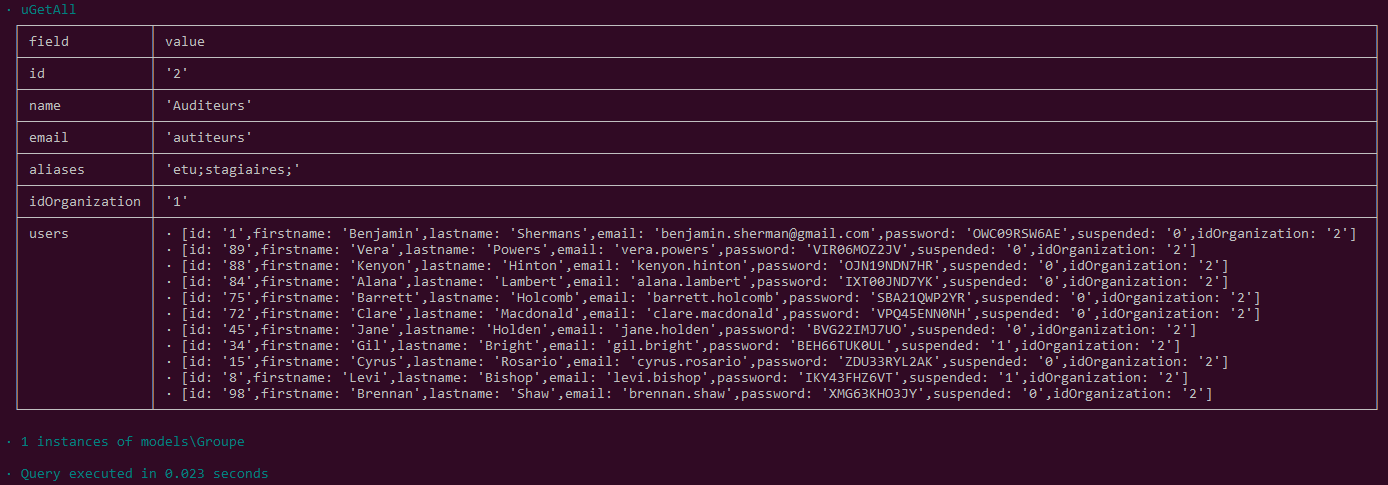 · uGetAll
field value
id '2'
name 'Auditeurs'
email 'autiteurs'
aliases 'etu;stagiaires;'
idOrganization '1'
users · [id: '1',firstname: 'Benjamin',lastname: 'Shermans',email: 'benjamin.sherman@gmail.com',password: 'OWC09RSW6AE',suspended: '0',idOrganization: '2']
· [id: '89',firstname: 'Vera',lastname: 'Powers',email: 'vera.powers',password: 'VIR06MOZ2JV',suspended: '0',idOrganization: '2']
· [id: '88',firstname: 'Kenyon',lastname: 'Hinton',email: 'kenyon.hinton',password: 'OJN19NDN7HR',suspended: '0',idOrganization: '2']
· [id: '84',firstname: 'Alana',lastname: 'Lambert',email: 'alana.lambert',password: 'IXT00JND7YK',suspended: '0',idOrganization: '2']
· [id: '75',firstname: 'Barrett',lastname: 'Holcomb',email: 'barrett.holcomb',password: 'SBA21QWP2YR',suspended: '0',idOrganization: '2']
· [id: '72',firstname: 'Clare',lastname: 'Macdonald',email: 'clare.macdonald',password: 'VPQ45ENN0NH',suspended: '0',idOrganization: '2']
· [id: '45',firstname: 'Jane',lastname: 'Holden',email: 'jane.holden',password: 'BVG22IMJ7UO',suspended: '0',idOrganization: '2']
· [id: '34',firstname: 'Gil',lastname: 'Bright',email: 'gil.bright',password: 'BEH66TUK0UL',suspended: '1',idOrganization: '2']
· [id: '15',firstname: 'Cyrus',lastname: 'Rosario',email: 'cyrus.rosario',password: 'ZDU33RYL2AK',suspended: '0',idOrganization: '2']
· [id: '8',firstname: 'Levi',lastname: 'Bishop',email: 'levi.bishop',password: 'IKY43FHZ6VT',suspended: '1',idOrganization: '2']
· [id: '98',firstname: 'Brennan',lastname: 'Shaw',email: 'brennan.shaw',password: 'XMG63KHO3JY',suspended: '0',idOrganization: '2']
· 1 instances of models\Groupe
· Query executed in 0.023 seconds